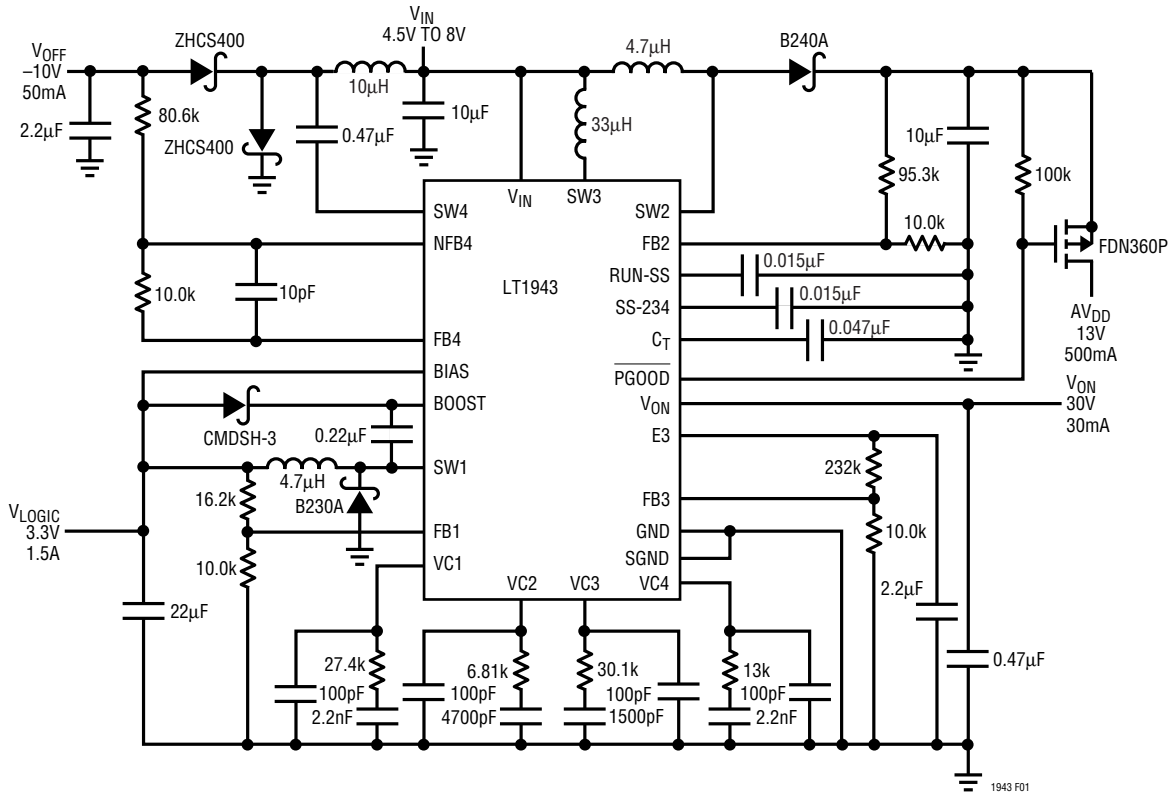 V_IN
4.5V TO 8V
V_OFF
–10V
50mA
ZHCS400
10µH
4.7µH
B240A
2.2µF
80.6k
ZHCS400
0.47µF
10µF
33µH
95.3k
10µF
100k
V_IN
SW3
SW4
SW2
NFB4
FB2
10.0k
FDN360P
10.0k
10pF
LT1943
RUN-SS
0.015µF
SS-234
0.015µF
AV_DD
13V
500mA
FB4
C_T
0.047µF
BIAS
PGOOD
BOOST
V_ON
V_ON
30V
30mA
CMDSH-3
0.22µF
E3
4.7µH
SW1
232k
16.2k
B230A
FB3
V_LOGIC
3.3V
1.5A
FB1
GND
10.0k
10.0k
VC1
SGND
VC2
VC3
VC4
22µF
2.2µF
27.4k
6.81k
30.1k
13k
0.47µF
100pF
100pF
100pF
100pF
2.2nF
4700pF
1500pF
2.2nF
1943 F01